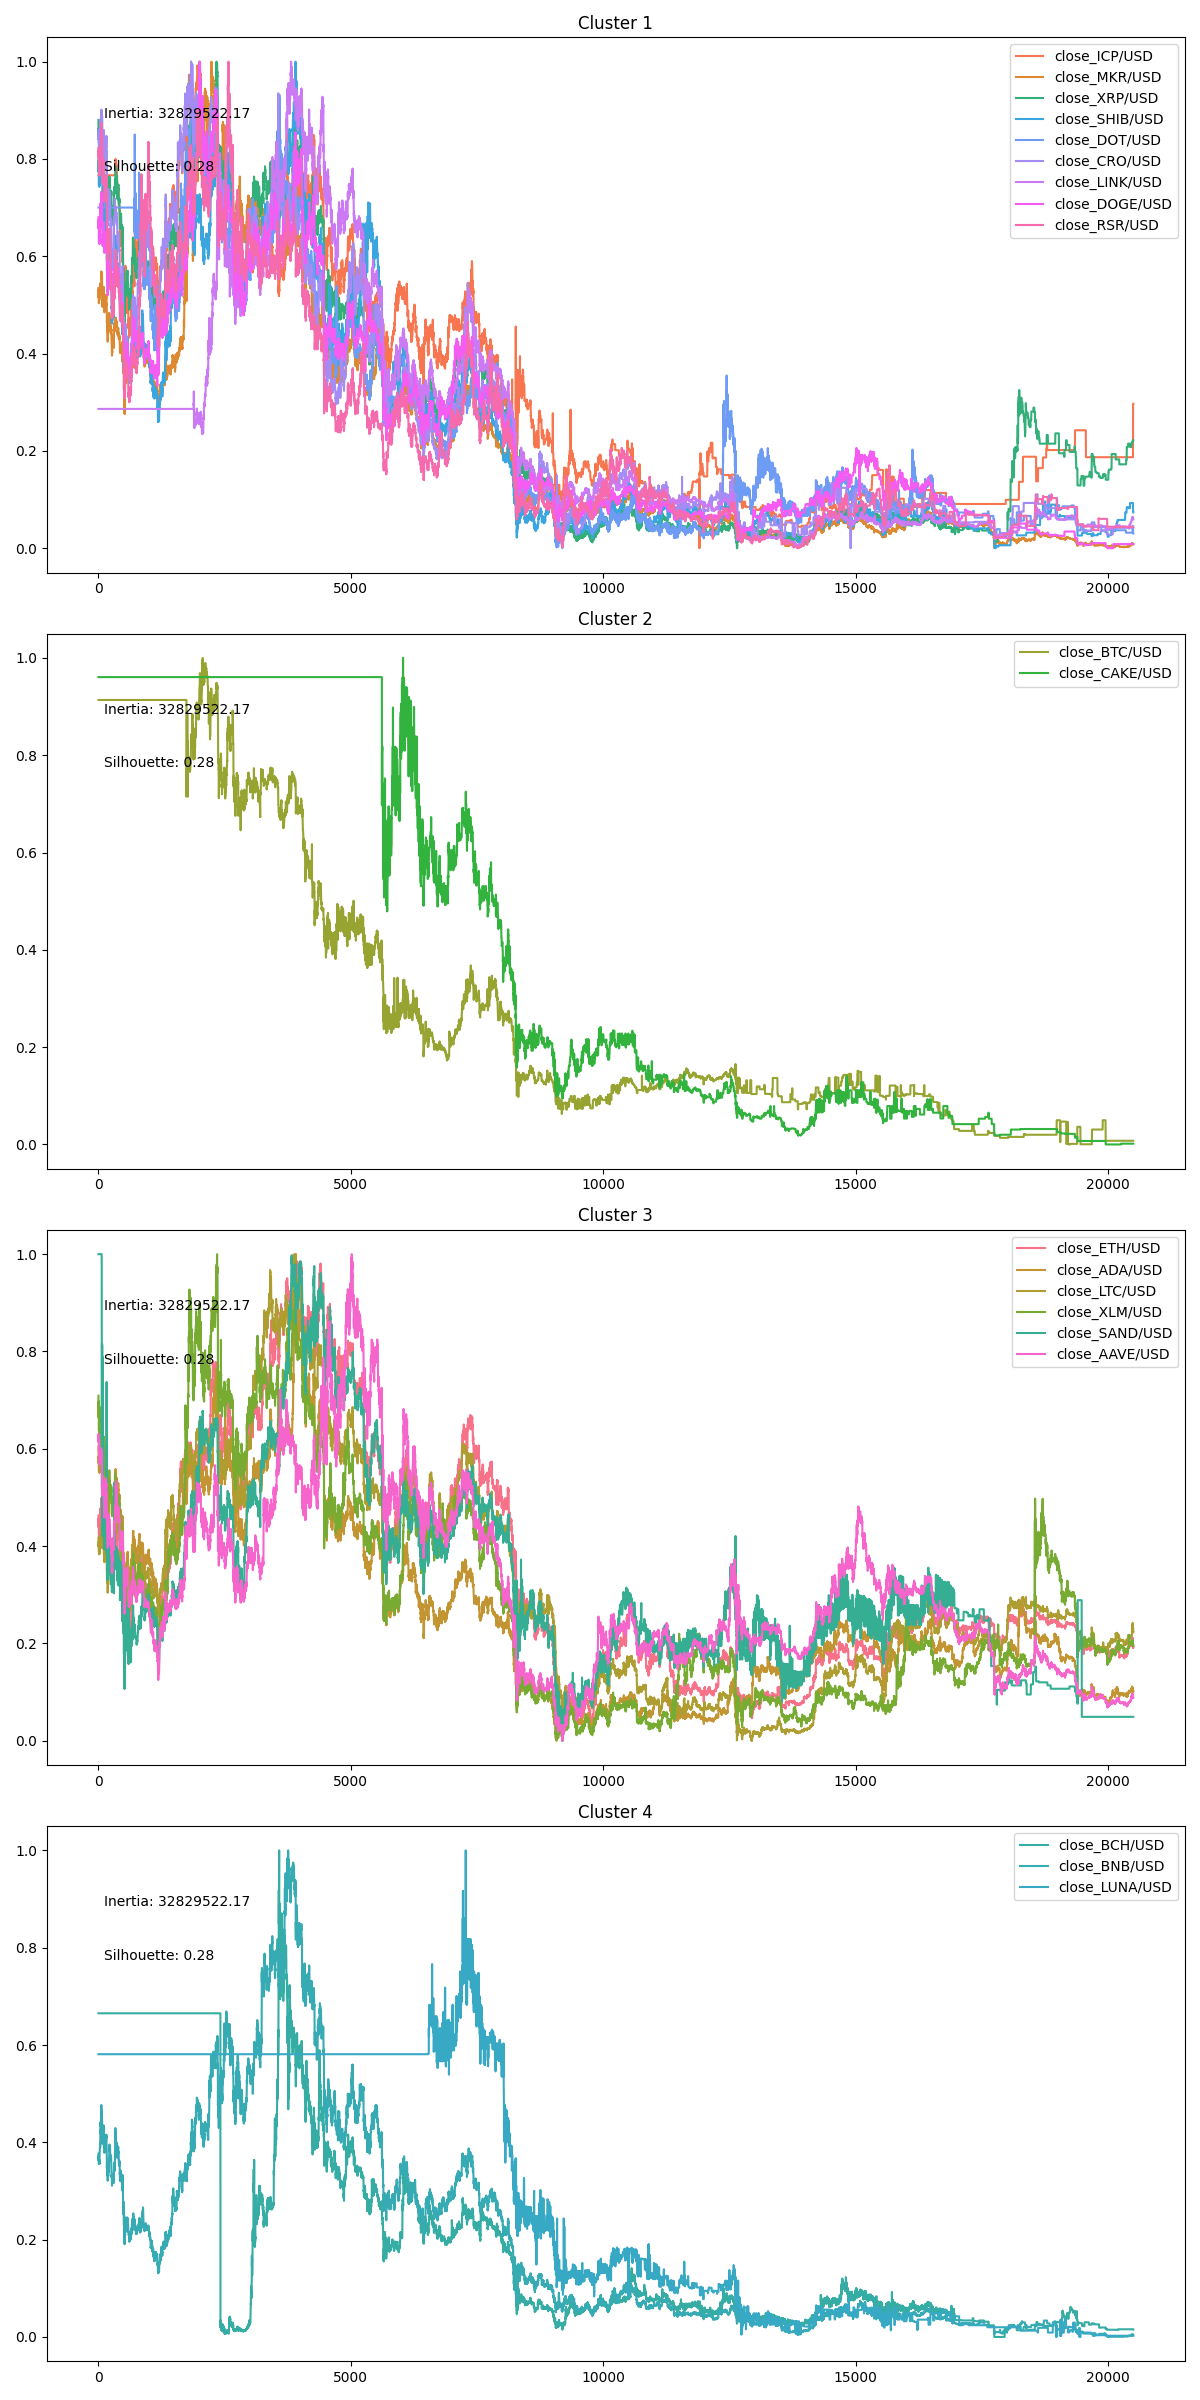 Cluster 1
1.0
0.8
0.6
0.4
0.2
0.0
Inertia: 32829522.17
Silhouette: 0.28
close_ICP/USD
close_MKR/USD
close_XRP/USD
close_SHIB/USD
close_DOT/USD
close_CRO/USD
close_LINK/USD
close_DOGE/USD
close_RSR/USD
0 5000 10000 15000 20000
Cluster 2
1.0
0.8
0.6
0.4
0.2
0.0
Inertia: 32829522.17
Silhouette: 0.28
close_BTC/USD
close_CAKE/USD
0 5000 10000 15000 20000
Cluster 3
1.0
0.8
0.6
0.4
0.2
0.0
Inertia: 32829522.17
Silhouette: 0.28
close_ETH/USD
close_ADA/USD
close_LTC/USD
close_XLM/USD
close_SAND/USD
close_AAVE/USD
0 5000 10000 15000 20000
Cluster 4
1.0
0.8
0.6
0.4
0.2
0.0
Inertia: 32829522.17
Silhouette: 0.28
close_BCH/USD
close_BNB/USD
close_LUNA/USD
0 5000 10000 15000 20000